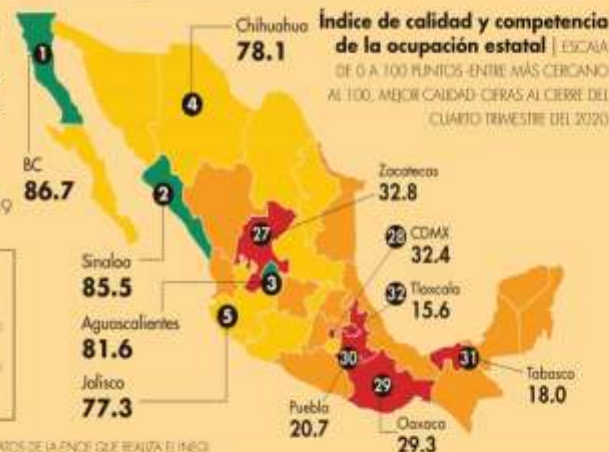 Índice de calidad y competencia
de la ocupación estatal | ESCALA
DE 0 A 100 PUNTOS -ENTRE MÁS CERCANO
AL 100, MEJOR CALIDAD- CIFRAS AL CIERRE DEL
CUARTO TRIMESTRE DEL 2020
1
BC
86.7
2
Sinaloa
85.5
3
Aguascalientes
81.6
4
Chihuahua
78.1
5
Jalisco
77.3
27
Zacatecas
32.8
28 CDMX
32.4
29
Oaxaca
29.3
30
Puebla
20.7
31
Tabasco
18.0
32 Tlaxcala
15.6
9
DE LA ENOE QUE REALIZA EL INEGI